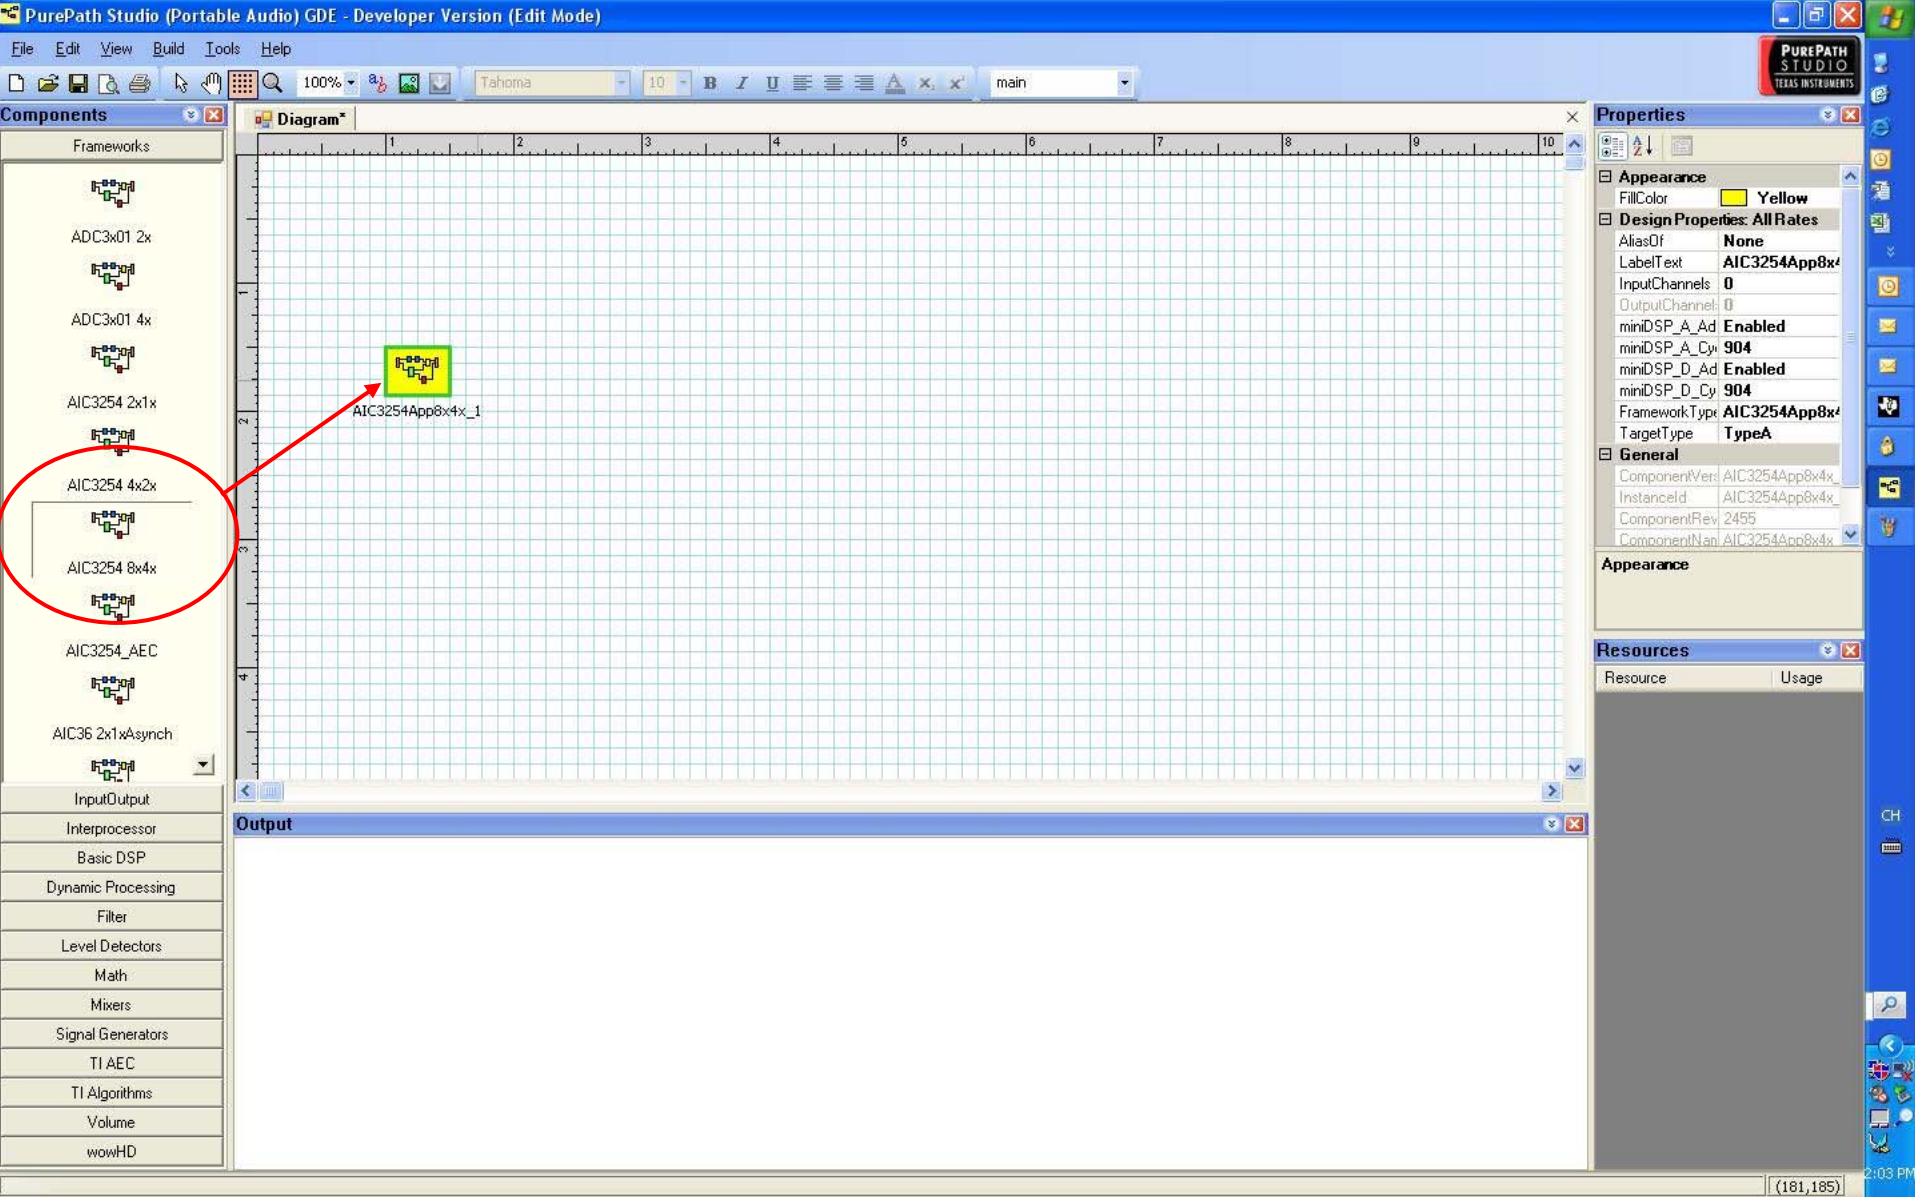 PurePath Studio (Portable Audio) GDE - Developer Version (Edit Mode)
File Edit View Build Tools Help
PUREPATH
STUDIO
TEXAS INSTRUMENTS
100% Tahoma 10 B I U A x x² main
Components
Frameworks
ADC3x01 2x
ADC3x01 4x
AIC3254 2x1x
AIC3254 4x2x
AIC3254 8x4x
AIC3254_AEC
AIC36 2x1xAsynch
InputOutput
Interprocessor
Basic DSP
Dynamic Processing
Filter
Level Detectors
Math
Mixers
Signal Generators
TI AEC
TI Algorithms
Volume
wowHD
Diagram*
1 2 3 4 5 6 7 8 9 10
1
2
3
4
AIC3254App8x4x_1
Output
Properties
Appearance
FillColor Yellow
Design Properties: All Rates
AliasOf None
LabelText AIC3254App8x4
InputChannels 0
OutputChannel 0
miniDSP_A_Ad Enabled
miniDSP_A_Cy 904
miniDSP_D_Ad Enabled
miniDSP_D_Cy 904
FrameworkType AIC3254App8x4
TargetType TypeA
General
ComponentVer AIC3254App8x4x_
InstanceId AIC3254App8x4x_
ComponentRev 2455
ComponentNan AIC3254App8x4x
Appearance
Resources
Resource Usage
CH
2:03 PM
(181,185)